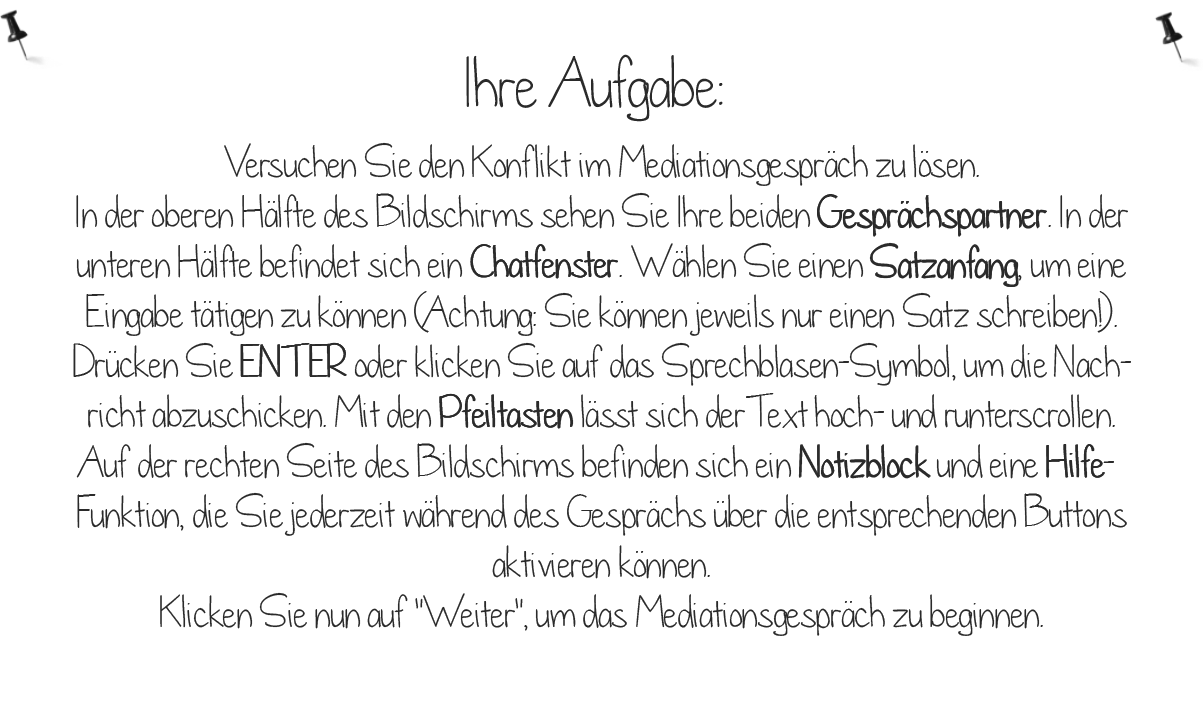 Ihre Aufgabe:
Versuchen Sie den Konflikt im Mediationsgespräch zu lösen.
In der oberen Hälfte des Bildschirms sehen Sie Ihre beiden Gesprächspartner. In der
unteren Hälfte befindet sich ein Chatfenster. Wählen Sie einen Satzanfang, um eine
Eingabe tätigen zu können (Achtung: Sie können jeweils nur einen Satz schreiben!).
Drücken Sie ENTER oder klicken Sie auf das Sprechblasen-Symbol, um die Nach-
richt abzuschicken. Mit den Pfeiltasten lässt sich der Text hoch- und runterscrollen.
Auf der rechten Seite des Bildschirms befinden sich ein Notizblock und eine Hilfe-
Funktion, die Sie jederzeit während des Gesprächs über die entsprechenden Buttons
aktivieren können.
Klicken Sie nun auf "Weiter", um das Mediationsgespräch zu beginnen.